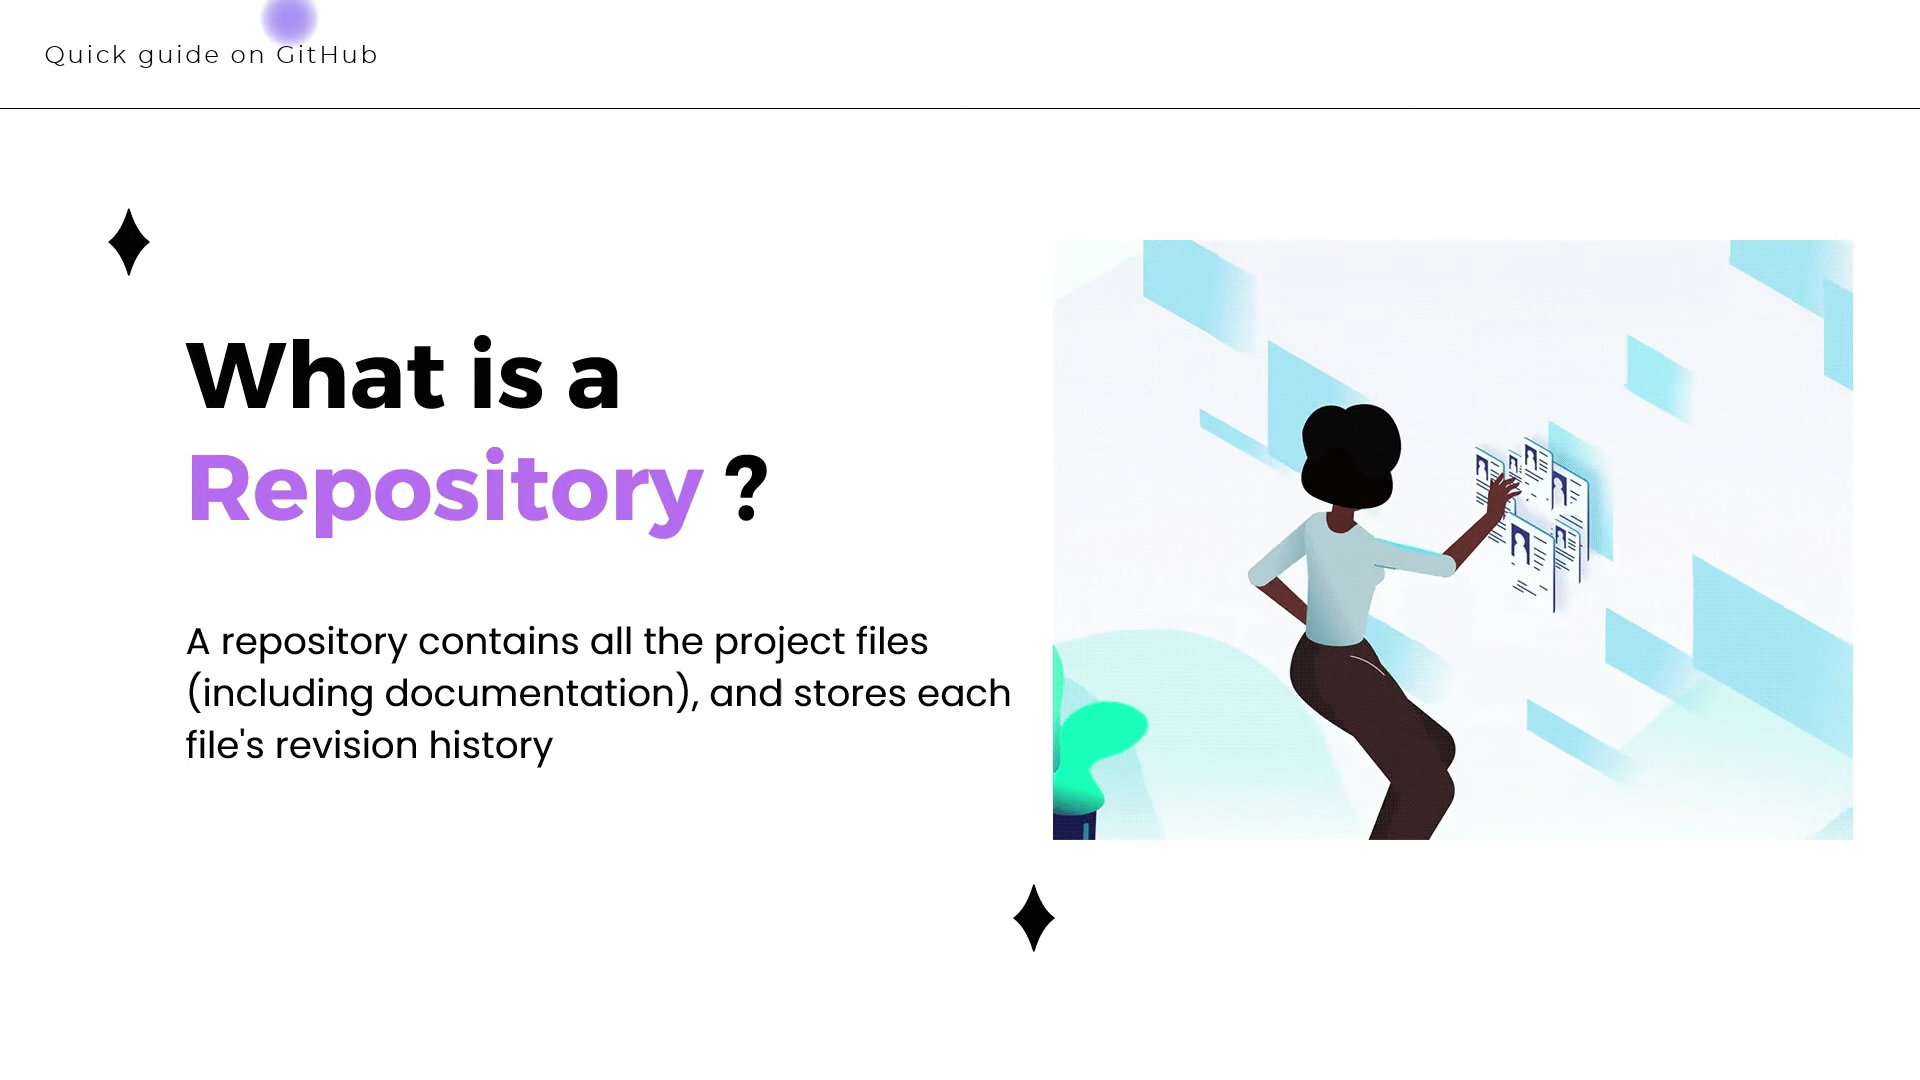 Quick guide on GitHub
What is a
Repository ?
A repository contains all the project files
(including documentation), and stores each
file's revision history